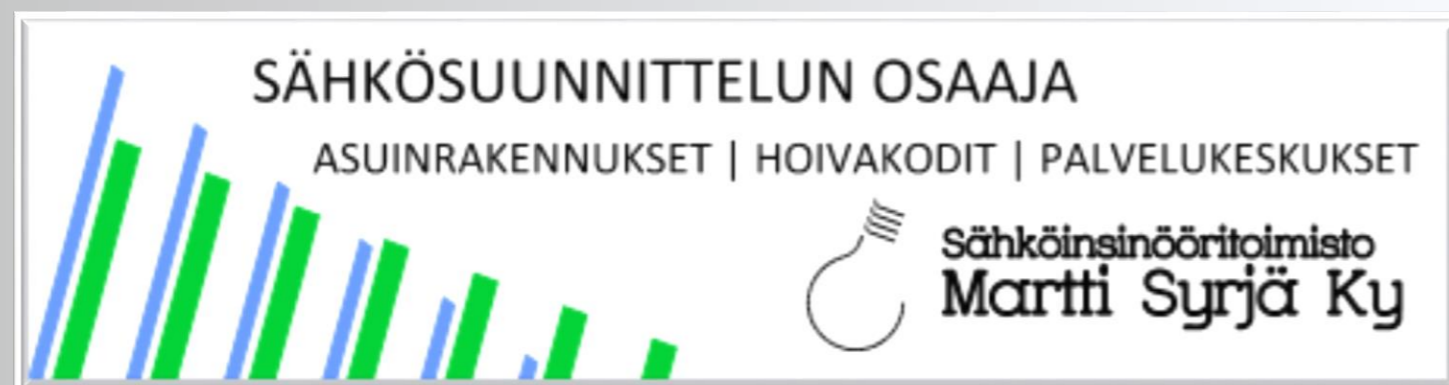 SÄHKÖSUUNNITTELUN OSAAJA
ASUINRAKENNUKSET | HOIVAKODIT | PALVELUKESKUKSET
Sähköinsinööritoimisto
Martti Syrjä Ky